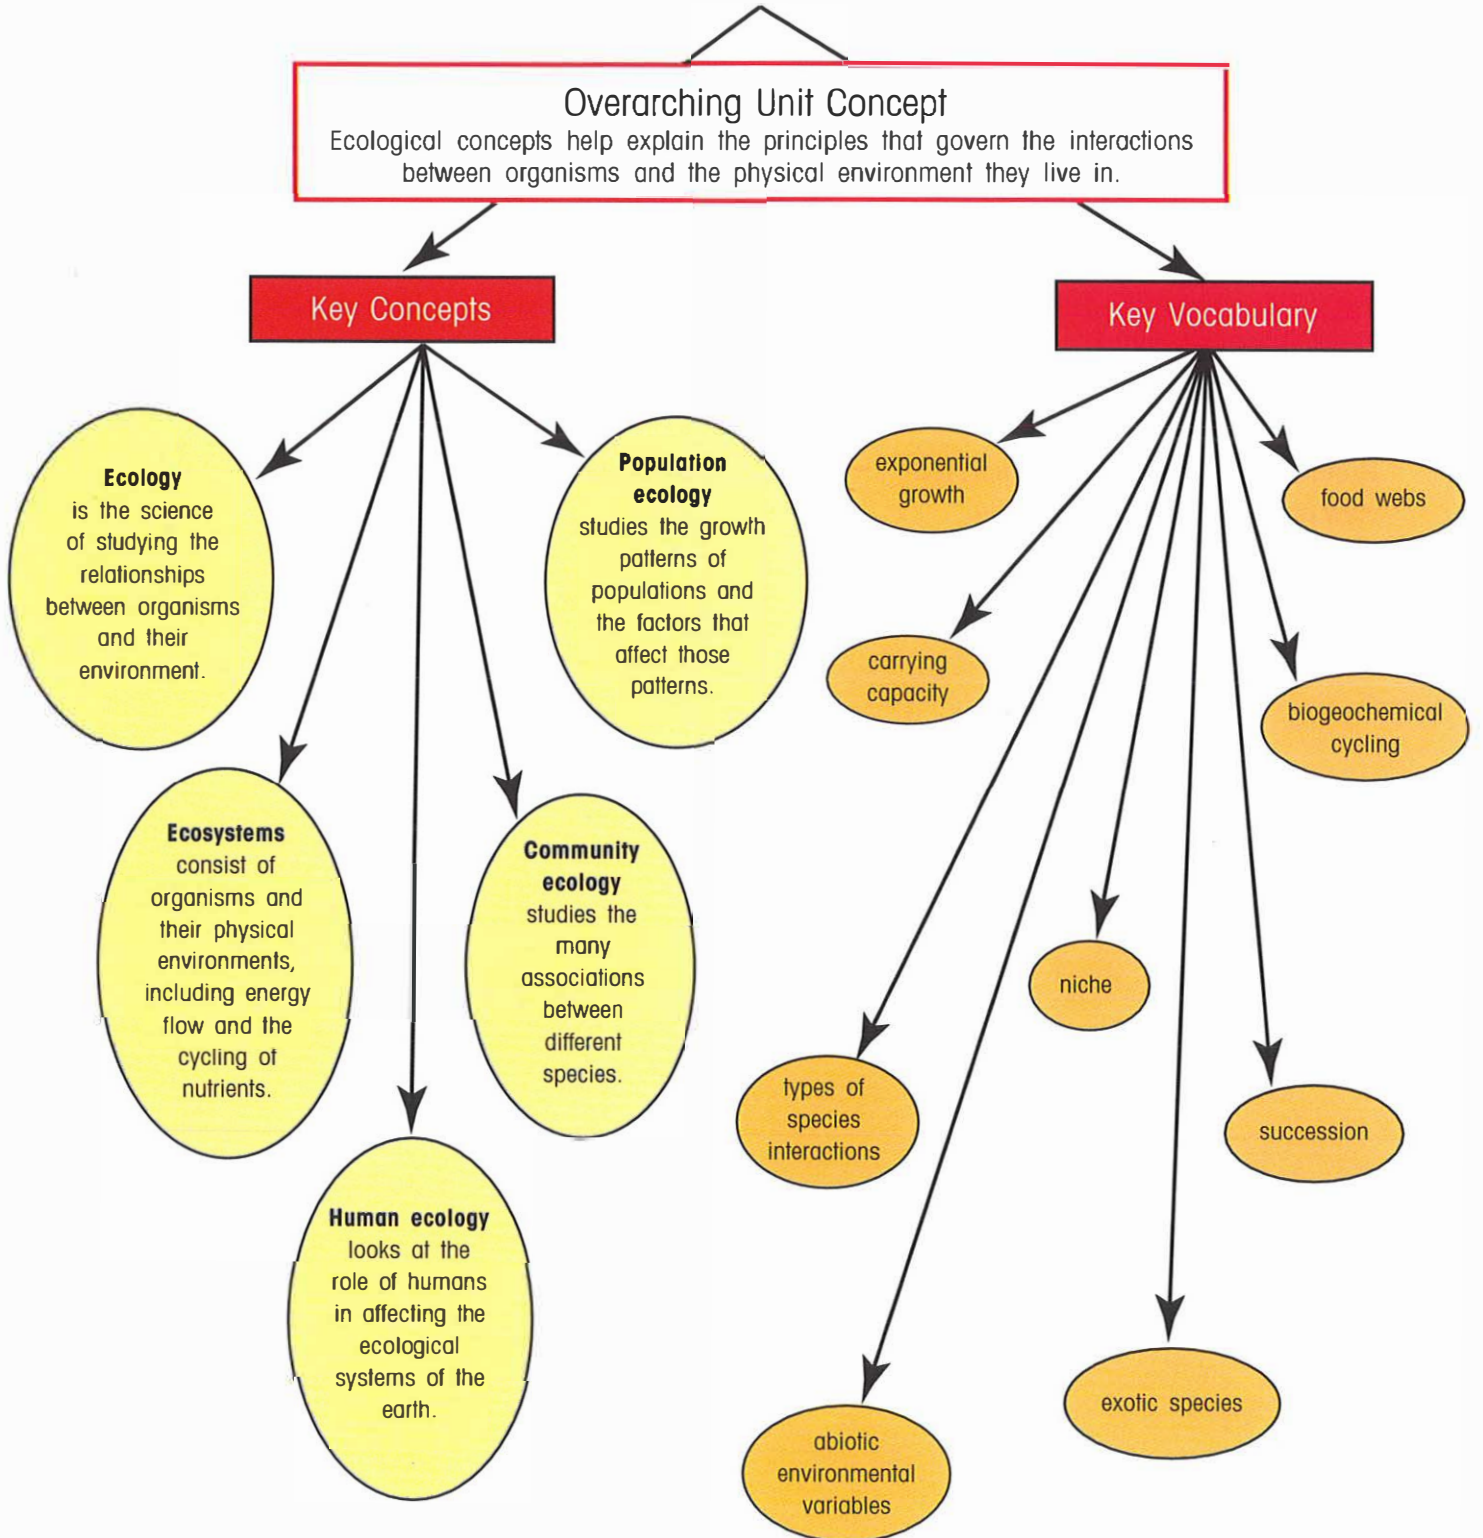 Overarching Unit Concept
Ecological concepts help explain the principles that govern the interactions
between organisms and the physical environment they live in.
Key Concepts
Key Vocabulary
Ecology
is the science
of studying the
relationships
between organisms
and their
environment.
Population
ecology
studies the growth
patterns of
populations and
the factors that
affect those
patterns.
Ecosystems
consist of
organisms and
their physical
environments,
including energy
flow and the
cycling of
nutrients.
Community
ecology
studies the
many
associations
between
different
species.
Human ecology
looks at the
role of humans
in affecting the
ecological
systems of the
earth.
exponential
growth
food webs
carrying
capacity
biogeochemical
cycling
niche
types of
species
interactions
succession
exotic species
abiotic
environmental
variables